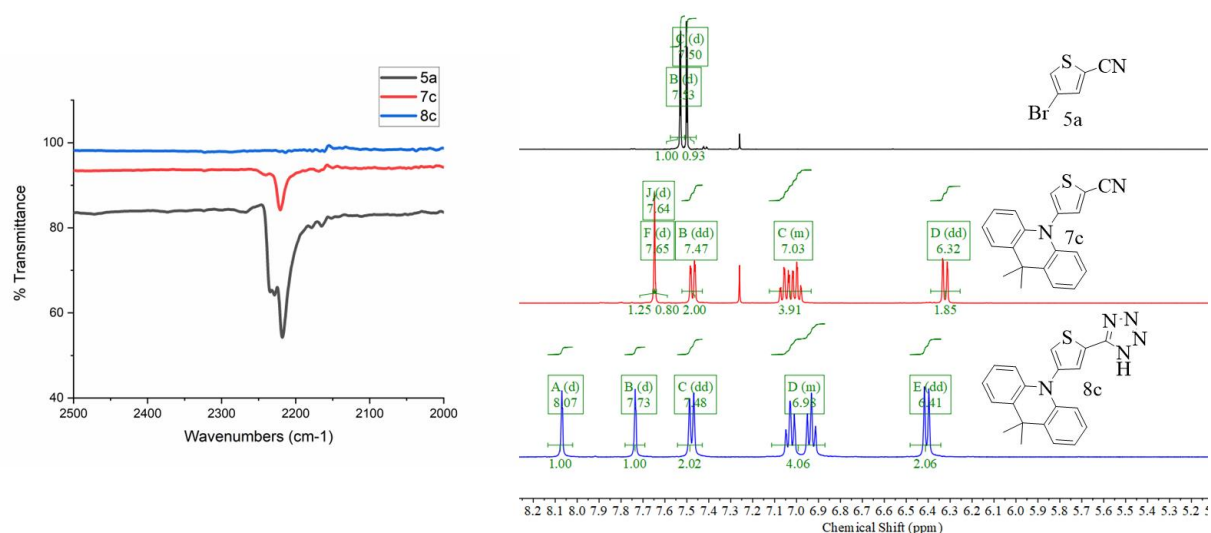 5a
7c
8c
% Transmittance
100
80
60
40
2500
2400
2300
2200
2100
2000
Wavenumbers (cm-1)
C (d)
7.50
B (d)
7.53
1.00 0.93
S
CN
Br
5a
J (d)
7.64
F (d)
7.65
B (dd)
7.47
C (m)
7.03
D (dd)
6.32
1.25 0.80 2.00
3.91
1.85
S
CN
N
7c
A (d)
8.07
B (d)
7.73
C (dd)
7.48
D (m)
6.98
E (dd)
6.41
1.00
1.00
2.02
4.06
2.06
S
N
N
N
N
H
N
8c
8.2 8.1 8.0 7.9 7.8 7.7 7.6 7.5 7.4 7.3 7.2 7.1 7.0 6.9 6.8 6.7 6.6 6.5 6.4 6.3 6.2 6.1 6.0 5.9 5.8 5.7 5.6 5.5 5.4 5.3 5.2
Chemical Shift (ppm)